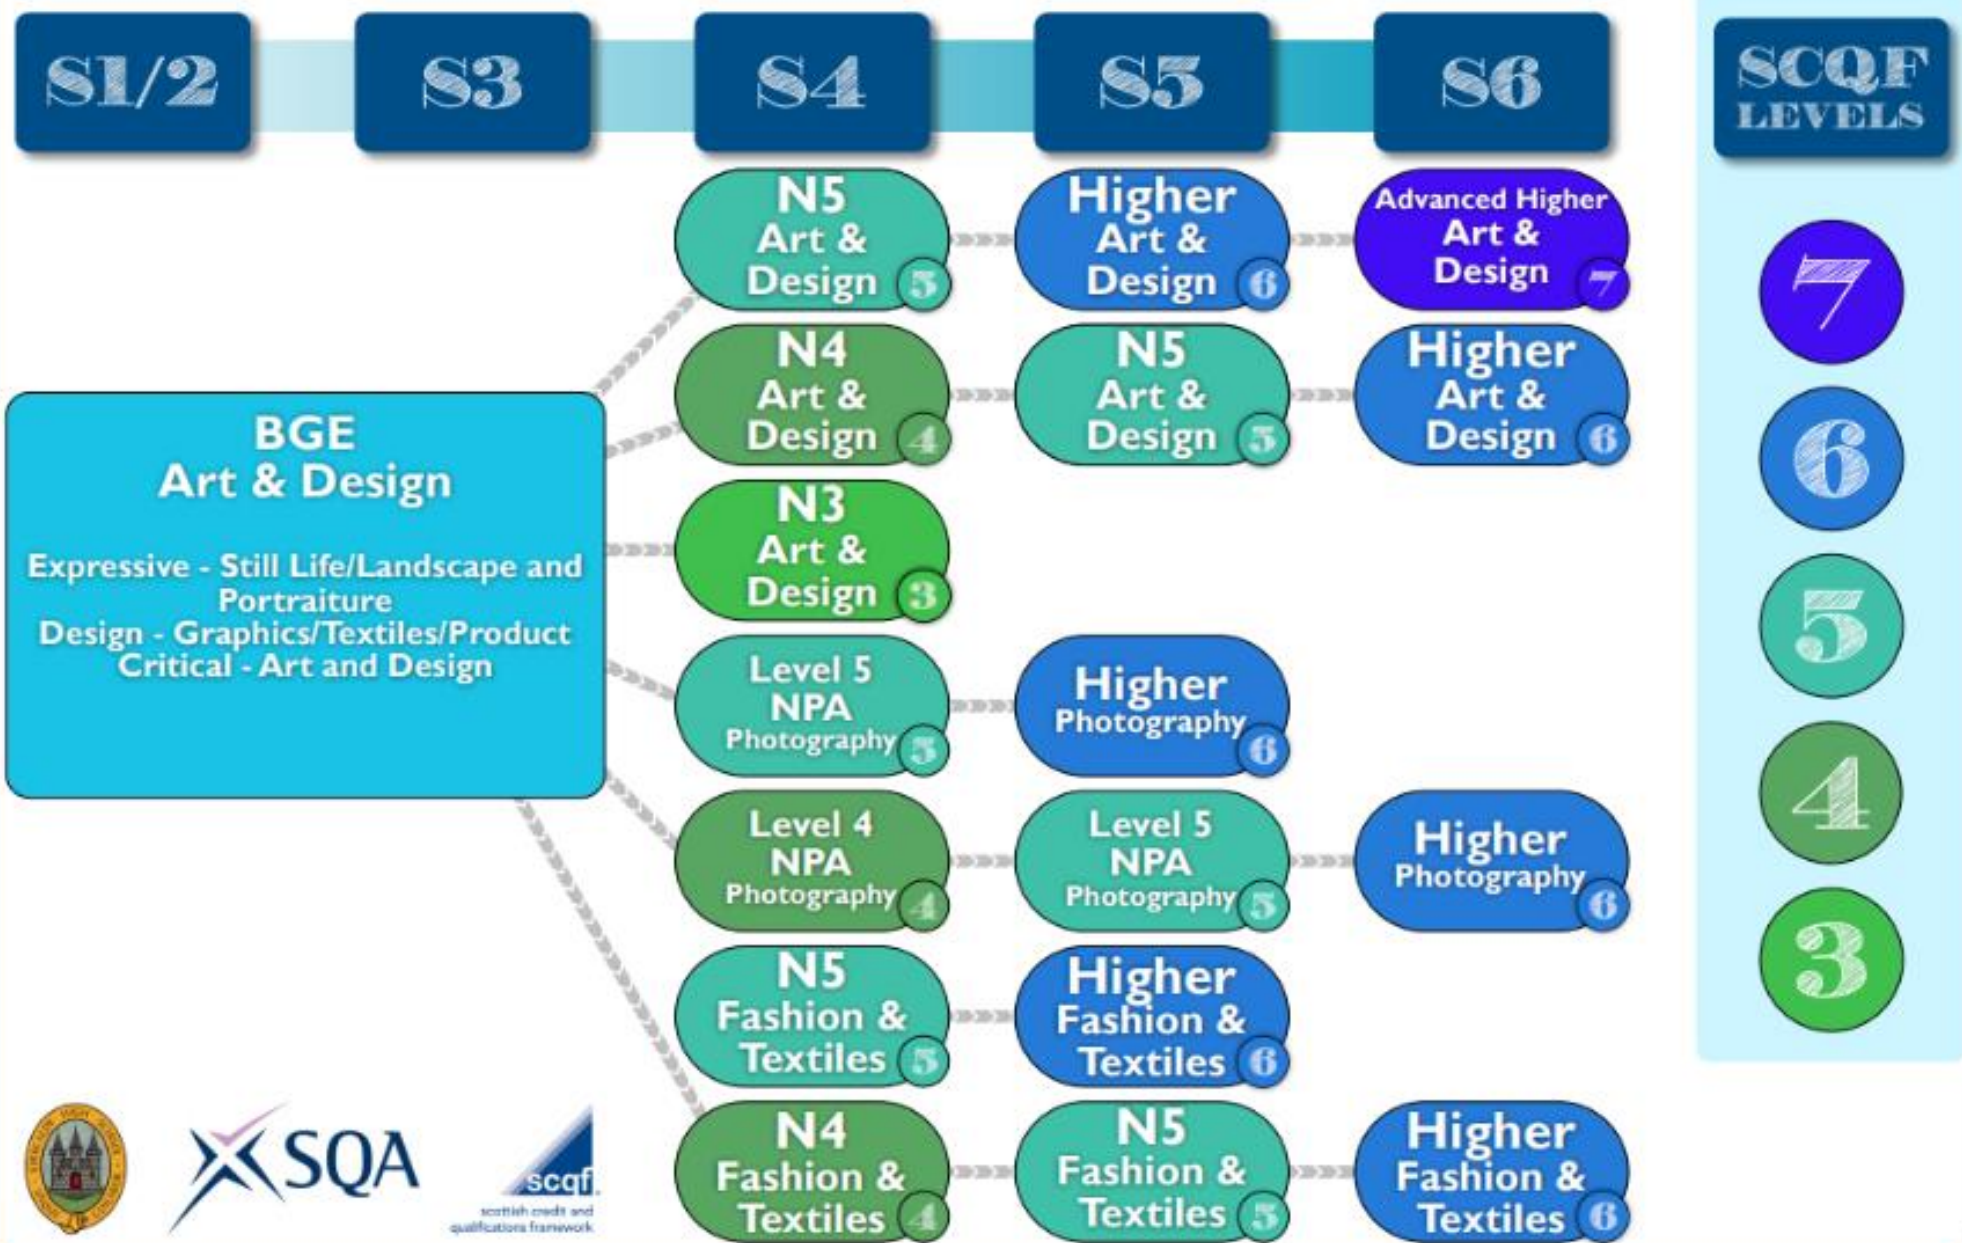 S1/2
S3
S4
S5
S6
SCQF
LEVELS
BGE
Art & Design
Expressive - Still Life/Landscape and
Portraiture
Design - Graphics/Textiles/Product
Critical - Art and Design
N5
Art &
Design
5
Higher
Art &
Design
6
Advanced Higher
Art &
Design
7
N4
Art &
Design
4
N5
Art &
Design
5
Higher
Art &
Design
6
N3
Art &
Design
3
Level 5
NPA
Photography
5
Higher
Photography
6
Level 4
NPA
Photography
4
Level 5
NPA
Photography
5
Higher
Photography
6
N5
Fashion &
Textiles
5
Higher
Fashion &
Textiles
6
N4
Fashion &
Textiles
4
N5
Fashion &
Textiles
5
Higher
Fashion &
Textiles
6
7
6
5
4
3
SQA
scqf
scottish credit and
qualifications framework